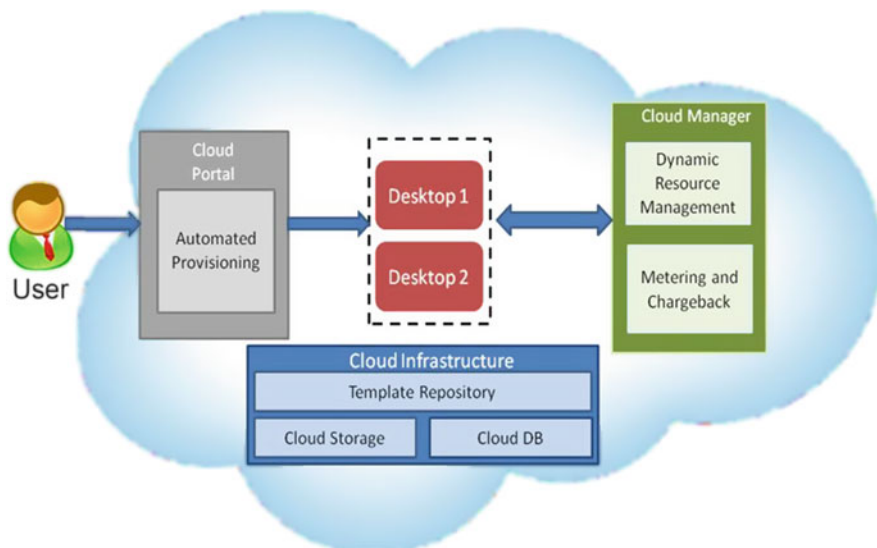 User
Cloud
Portal
Automated
Provisioning
Desktop 1
Desktop 2
Cloud Manager
Dynamic
Resource
Management
Metering and
Chargeback
Cloud Infrastructure
Template Repository
Cloud Storage
Cloud DB